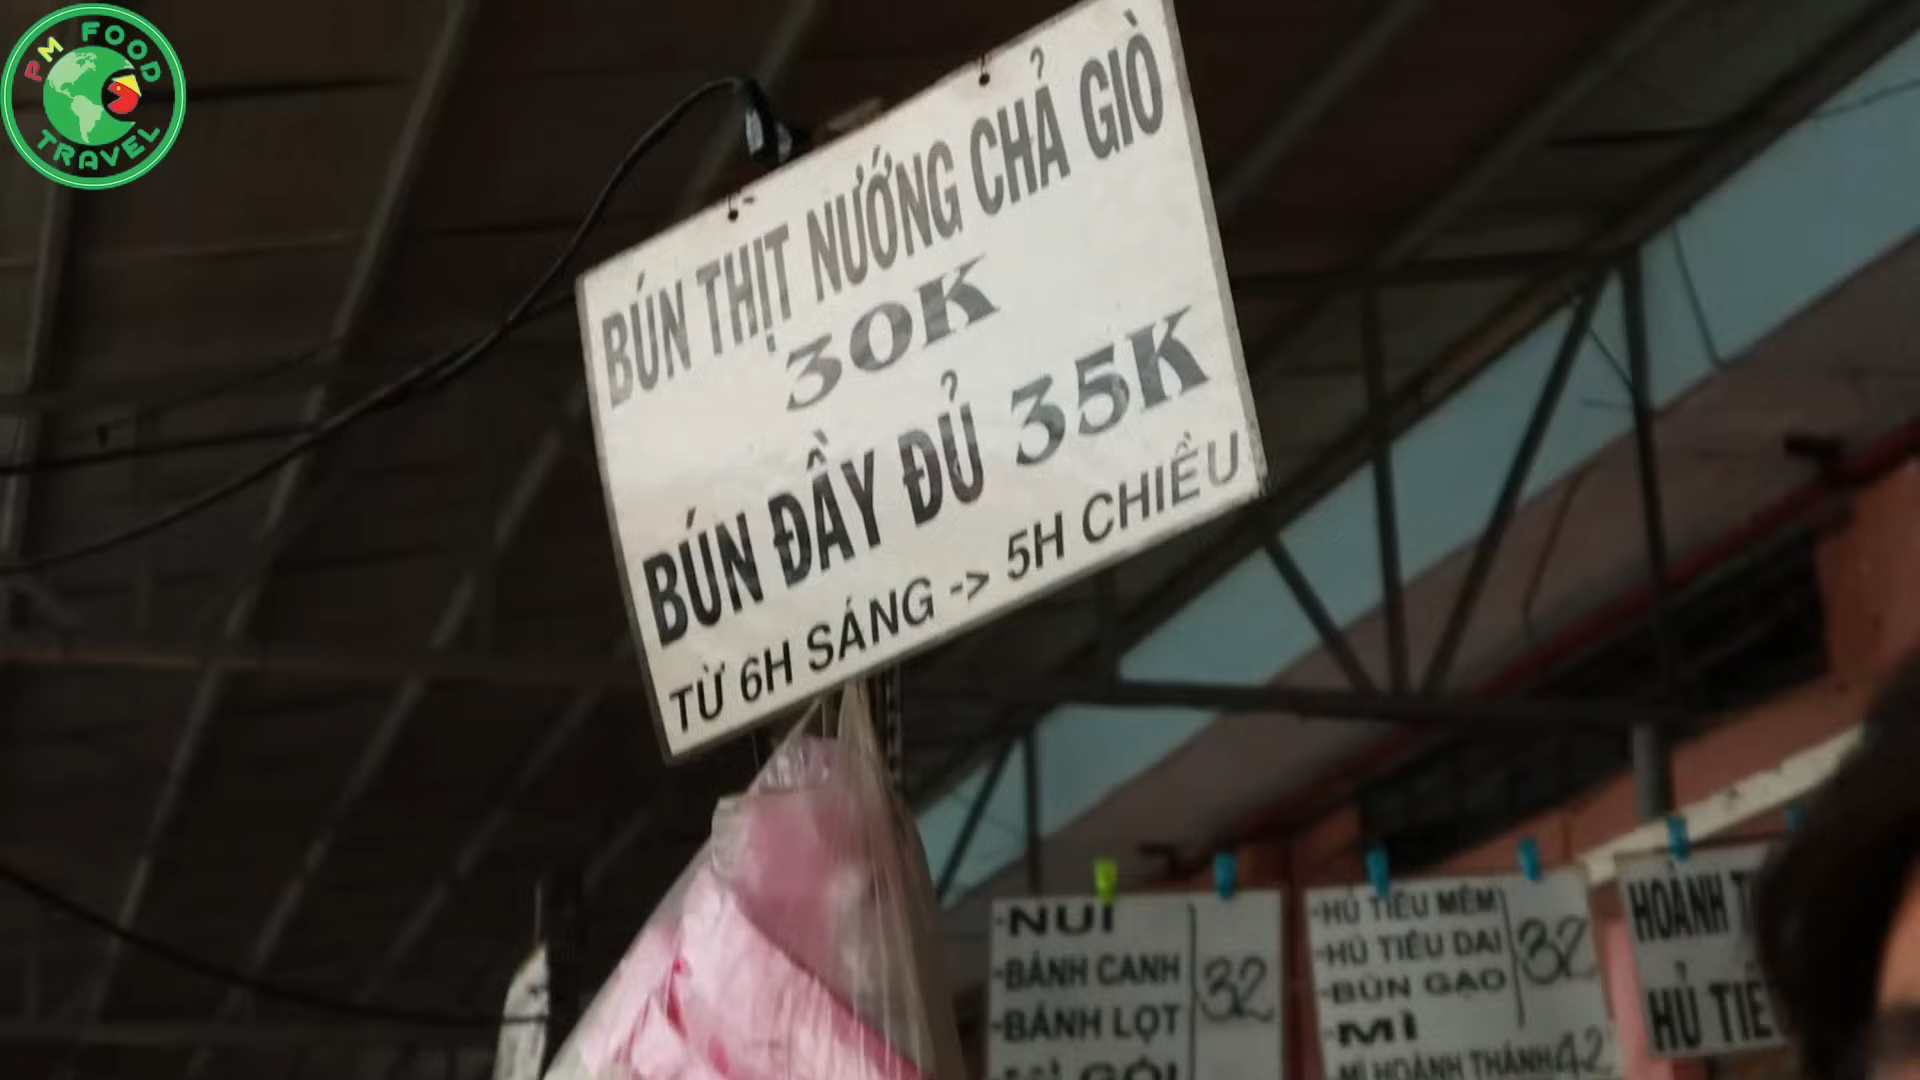 PM FOOD
TRAVEL
BÚN THỊT NƯỚNG CHẢ GIÒ
30K
BÚN ĐẦY ĐỦ 35K
TỪ 6H SÁNG -> 5H CHIỀU
-NUI
-BÁNH CANH
-BÁNH LỌT
32
-HỦ TIẾU MỀM
-HỦ TIẾU DAI
-BÚN GẠO
32
-MÌ
MÌ HOÀNH THÁNH 42
HOÀNH
HỦ TIẾ